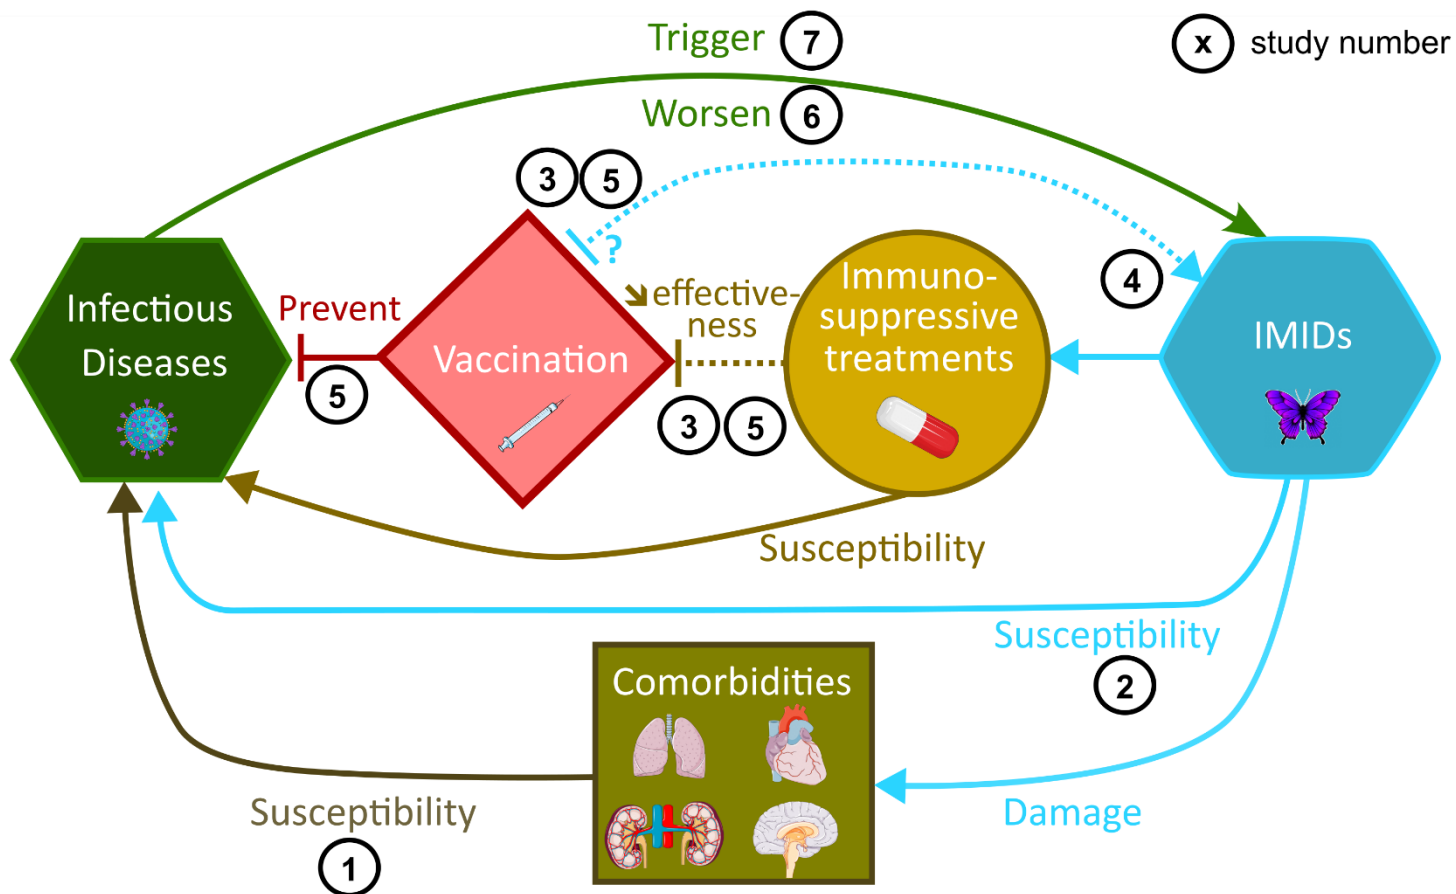 Trigger 7
x study number
Worsen 6
3 5
?
4
Infectious
Diseases
Prevent
5
Vaccination
➘effective-
ness
3 5
Immuno-
suppressive
treatments
IMIDs
Susceptibility
Susceptibility
2
Comorbidities
Damage
Susceptibility
1